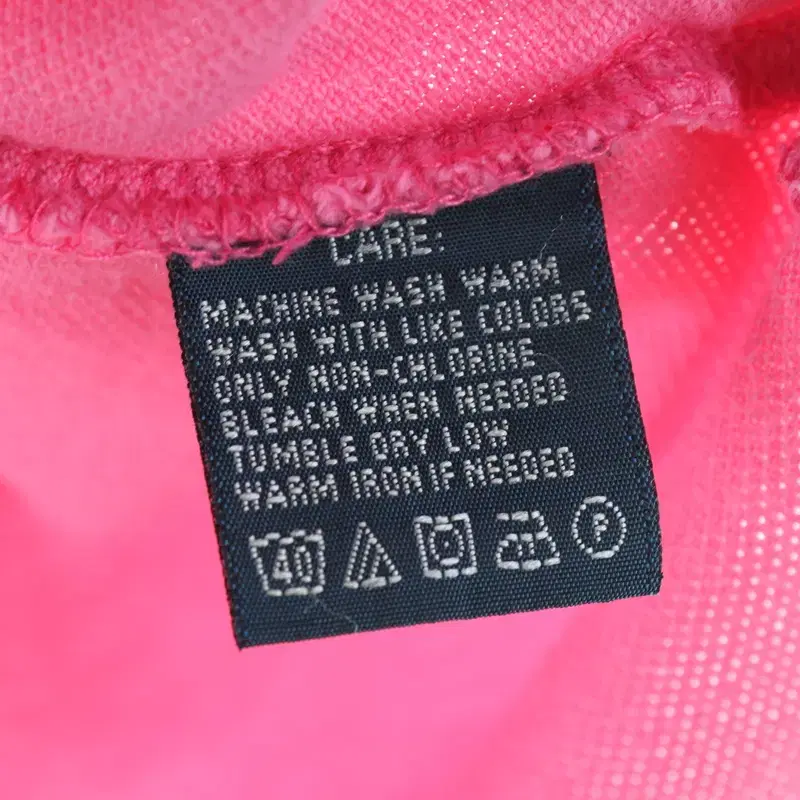 CARE:
MACHINE WASH WARM
WASH WITH LIKE COLORS
ONLY NON-CHLORINE
BLEACH WHEN NEEDED
TUMBLE DRY LOW
WARM IRON IF NEEDED
40 P